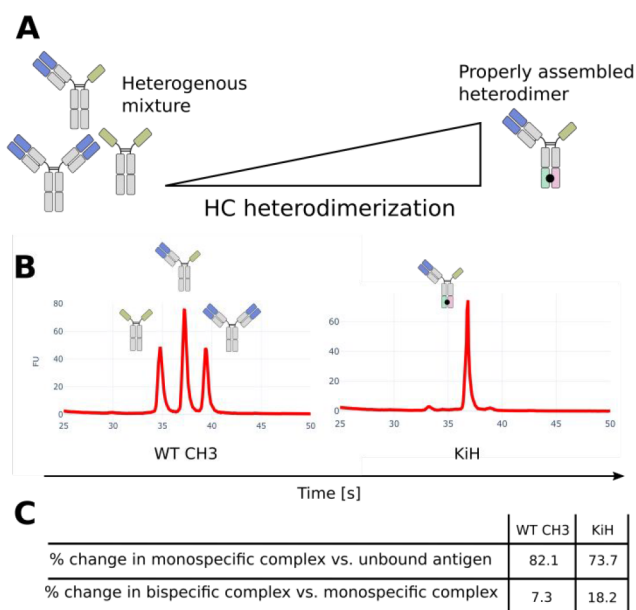 A
Heterogenous
mixture
Properly assembled
heterodimer
HC heterodimerization
B
80
60
40
20
0
FU
25 30 35 40 45 50
WT CH3
60
40
20
0
25 30 35 40 45 50
KiH
Time [s]
C
WT CH3 KiH
% change in monospecific complex vs. unbound antigen 82.1 73.7
% change in bispecific complex vs. monospecific complex 7.3 18.2